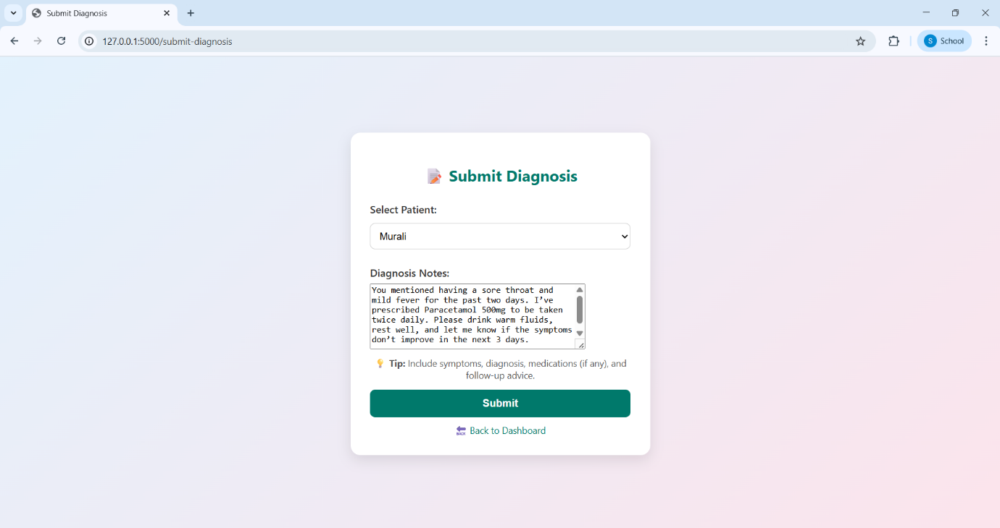 Submit Diagnosis
127.0.0.1:5000/submit-diagnosis
S School
📝 Submit Diagnosis
Select Patient:
Murali
Diagnosis Notes:
You mentioned having a sore throat and
mild fever for the past two days. I’ve
prescribed Paracetamol 500mg to be taken
twice daily. Please drink warm fluids,
rest well, and let me know if the symptoms
don’t improve in the next 3 days.
💡 Tip: Include symptoms, diagnosis, medications (if any), and
follow-up advice.
Submit
🔙 Back to Dashboard